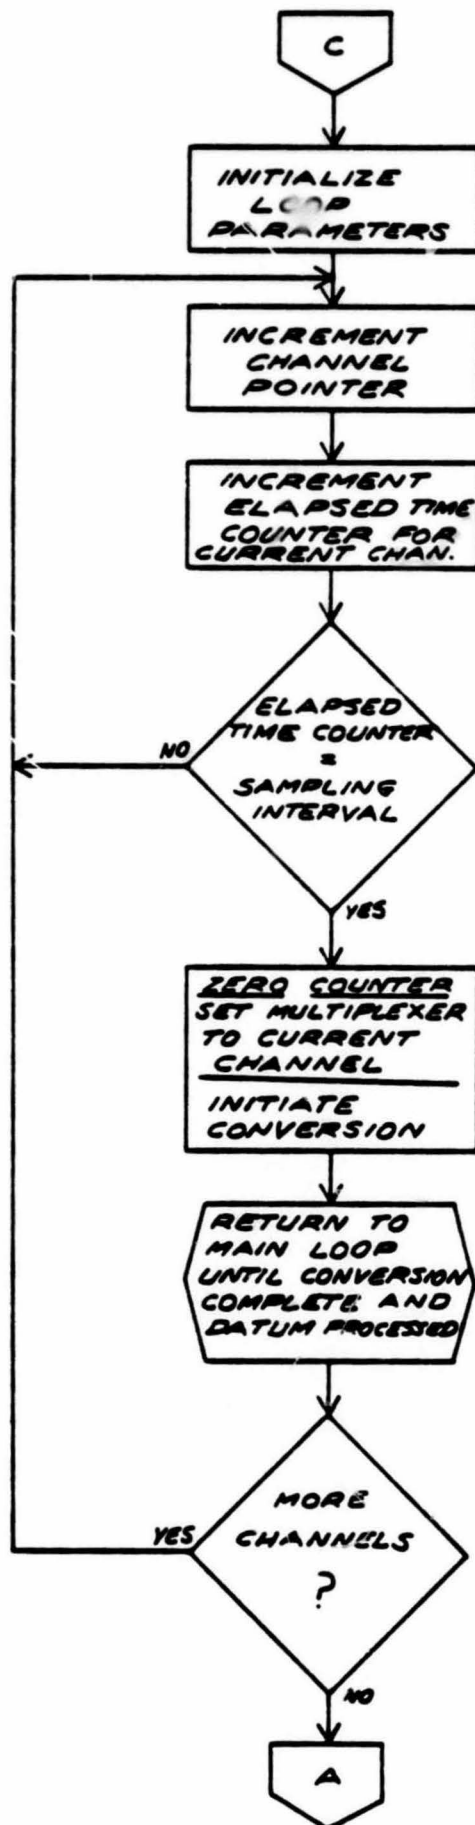 C
INITIALIZE
LOOP
PARAMETERS
INCREMENT
CHANNEL
POINTER
INCREMENT
ELAPSED TIME
COUNTER FOR
CURRENT CHAN.
ELAPSED
TIME COUNTER
=
SAMPLING
INTERVAL
NO
YES
ZERO COUNTER
SET MULTIPLEXER
TO CURRENT
CHANNEL
INITIATE
CONVERSION
RETURN TO
MAIN LOOP
UNTIL CONVERSION
COMPLETE AND
DATUM PROCESSED
MORE
CHANNELS
?
YES
NO
A